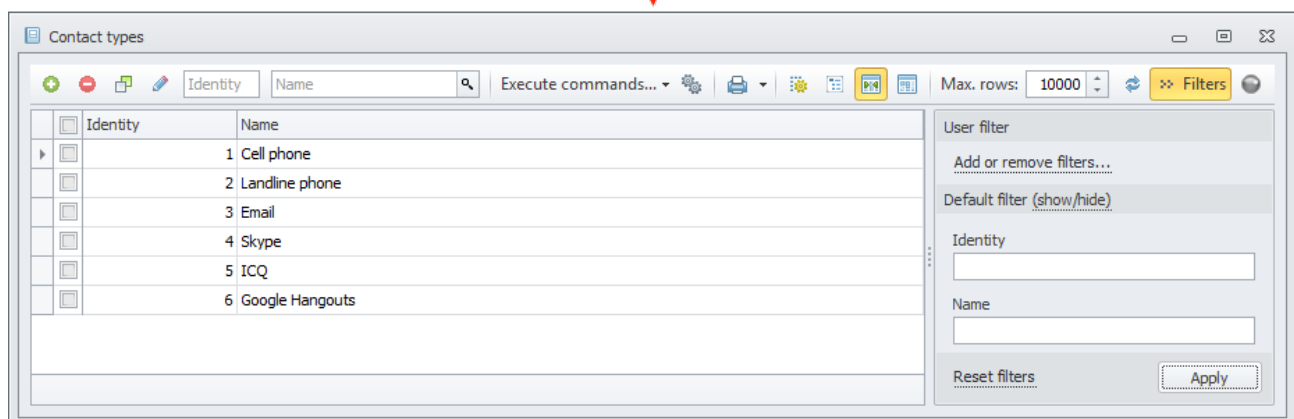 Contact types
Identity Name Execute commands... Max. rows: 10000 Filters
Identity Name
1 Cell phone
2 Landline phone
3 Email
4 Skype
5 ICQ
6 Google Hangouts
User filter
Add or remove filters...
Default filter (show/hide)
Identity
Name
Reset filters Apply